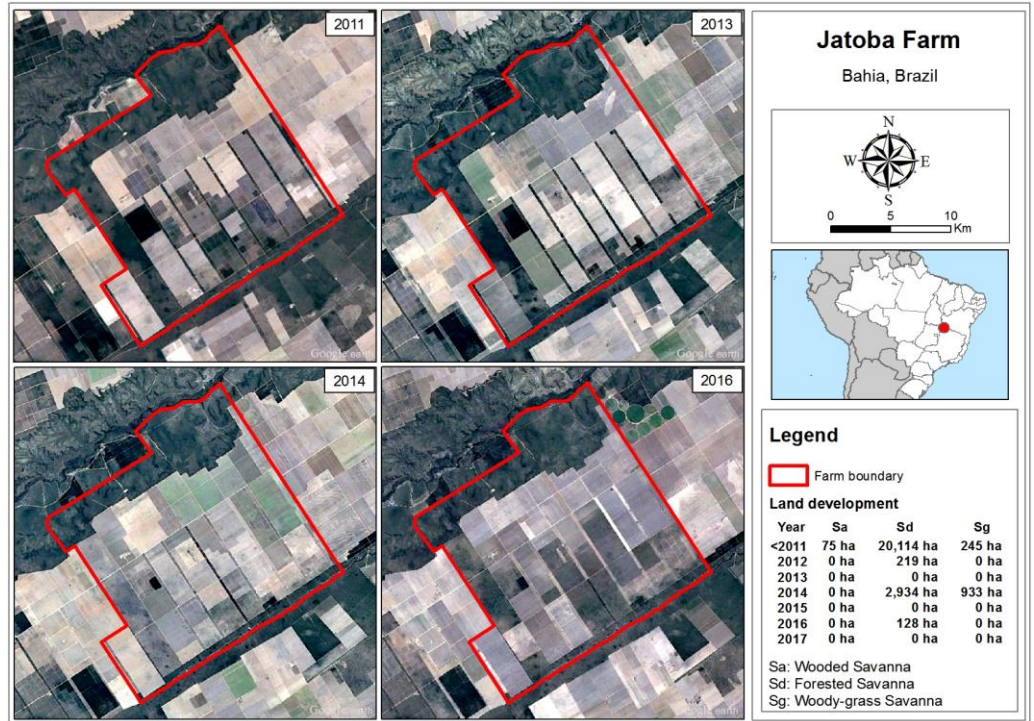 2011
Google earth
2013
Google earth
2014
Google earth
2016
Google earth
Jatoba Farm
Bahia, Brazil
N
W E
S
0 5 10
Km
Legend
Farm boundary
Land development
Year Sa Sd Sg
<2011 75 ha 20,114 ha 245 ha
2012 0 ha 219 ha 0 ha
2013 0 ha 0 ha 0 ha
2014 0 ha 2,934 ha 933 ha
2015 0 ha 0 ha 0 ha
2016 0 ha 128 ha 0 ha
2017 0 ha 0 ha 0 ha
Sa: Wooded Savanna
Sd: Forested Savanna
Sg: Woody-grass Savanna